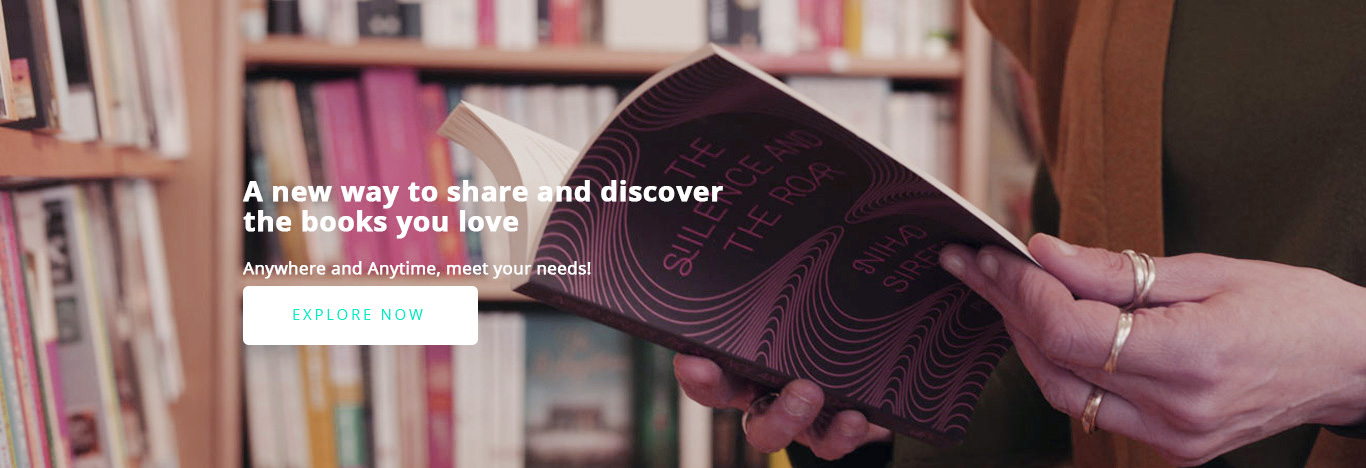 A new way to share and discover
the books you love
Anywhere and Anytime, meet your needs!
EXPLORE NOW
THE
SILENCE AND
THE ROAR
NIHAD